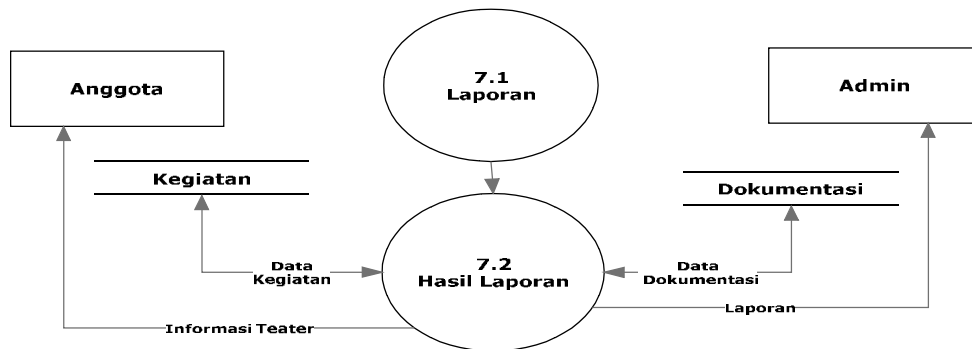 Anggota
7.1
Laporan
Admin
Kegiatan
Dokumentasi
Data
Kegiatan
7.2
Hasil Laporan
Data
Dokumentasi
Laporan
Informasi Teater